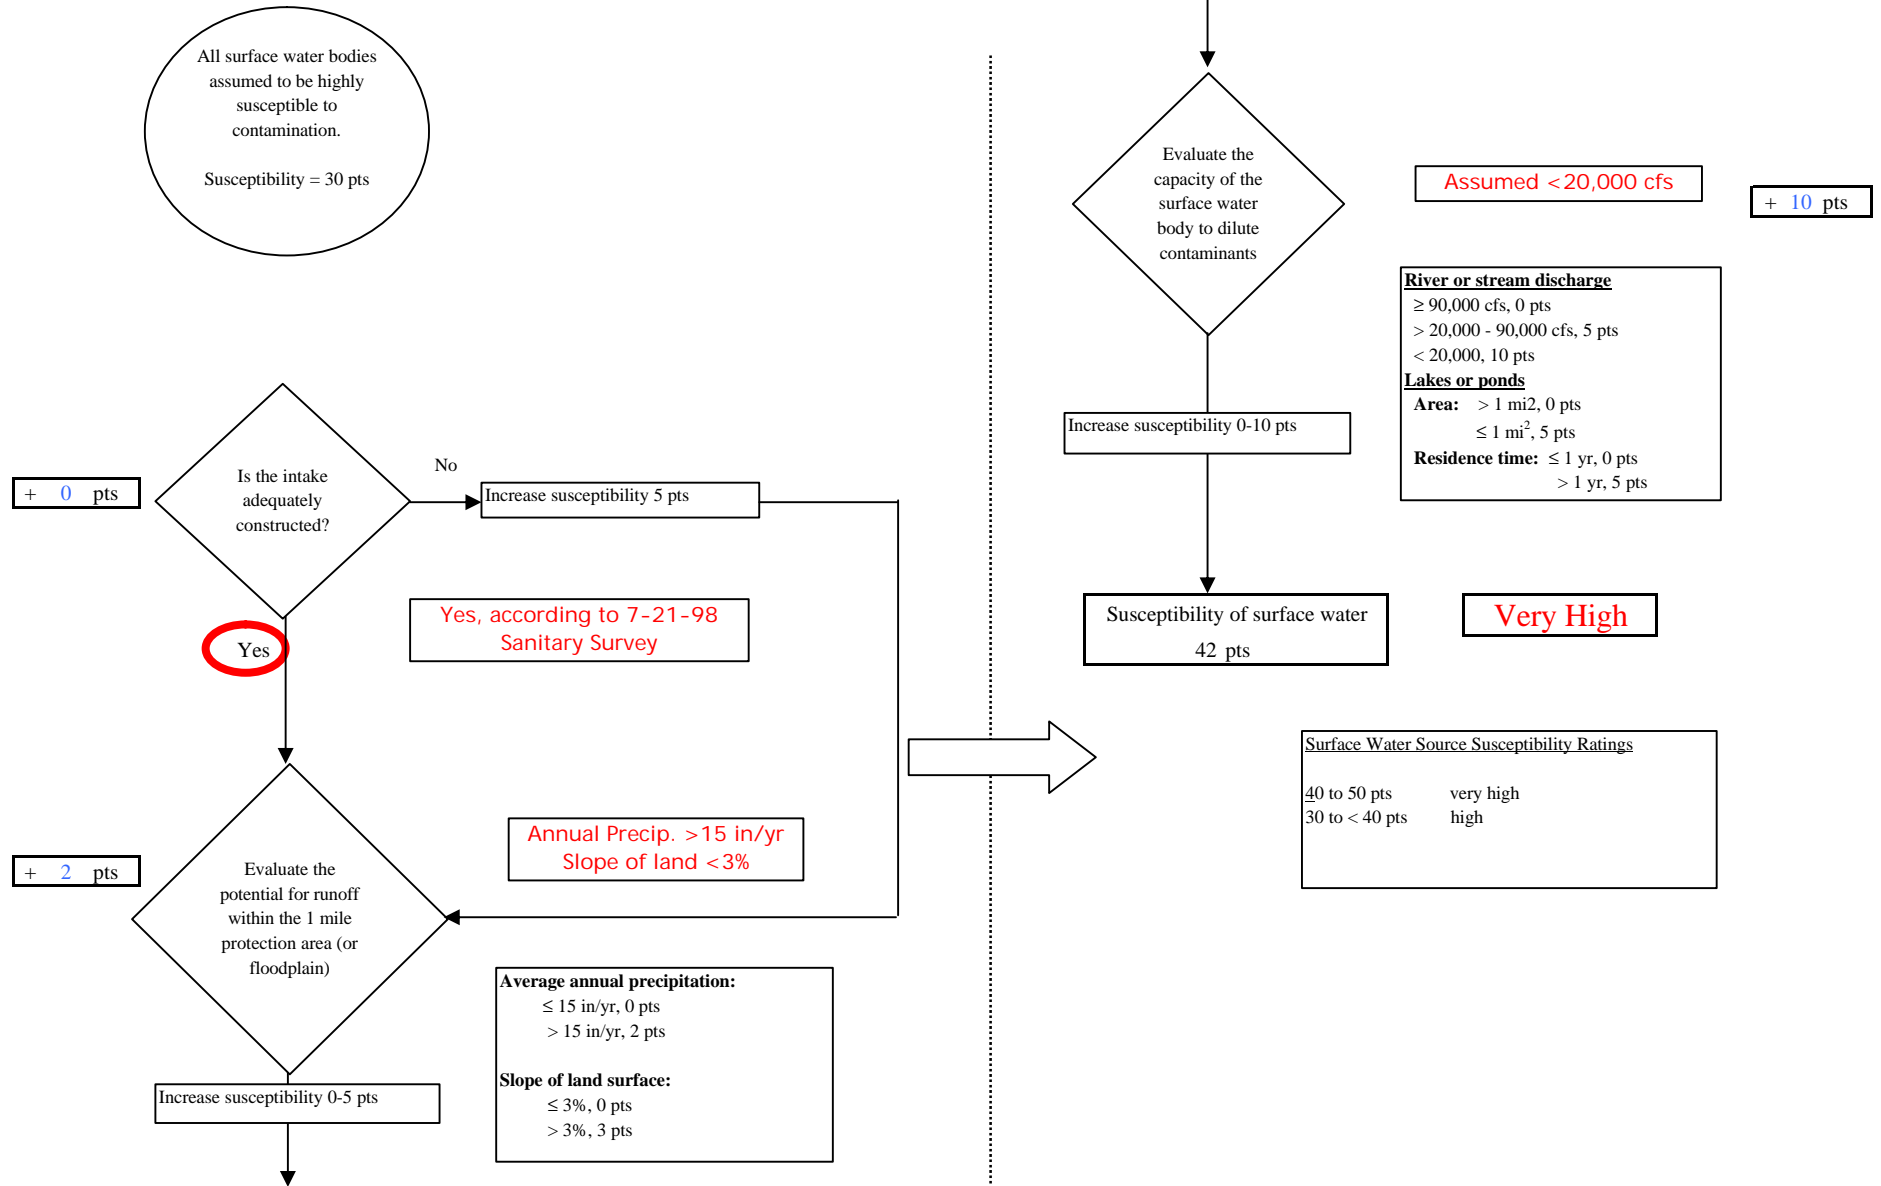 All surface water bodies
assumed to be highly
susceptible to
contamination.
Susceptibility = 30 pts
+ 0 pts
Is the intake
adequately
constructed?
No
Increase susceptibility 5 pts
Yes
Yes, according to 7-21-98
Sanitary Survey
+ 2 pts
Evaluate the
potential for runoff
within the 1 mile
protection area (or
floodplain)
Annual Precip. >15 in/yr
Slope of land <3%
Average annual precipitation:
≤ 15 in/yr, 0 pts
> 15 in/yr, 2 pts
Slope of land surface:
≤ 3%, 0 pts
> 3%, 3 pts
Increase susceptibility 0-5 pts
Evaluate the
capacity of the
surface water
body to dilute
contaminants
Assumed <20,000 cfs
+ 10 pts
River or stream discharge
≥ 90,000 cfs, 0 pts
> 20,000 - 90,000 cfs, 5 pts
< 20,000, 10 pts
Lakes or ponds
Area: > 1 mi2, 0 pts
≤ 1 mi², 5 pts
Residence time: ≤ 1 yr, 0 pts
> 1 yr, 5 pts
Increase susceptibility 0-10 pts
Susceptibility of surface water
42 pts
Very High
Surface Water Source Susceptibility Ratings
40 to 50 pts very high
30 to < 40 pts high